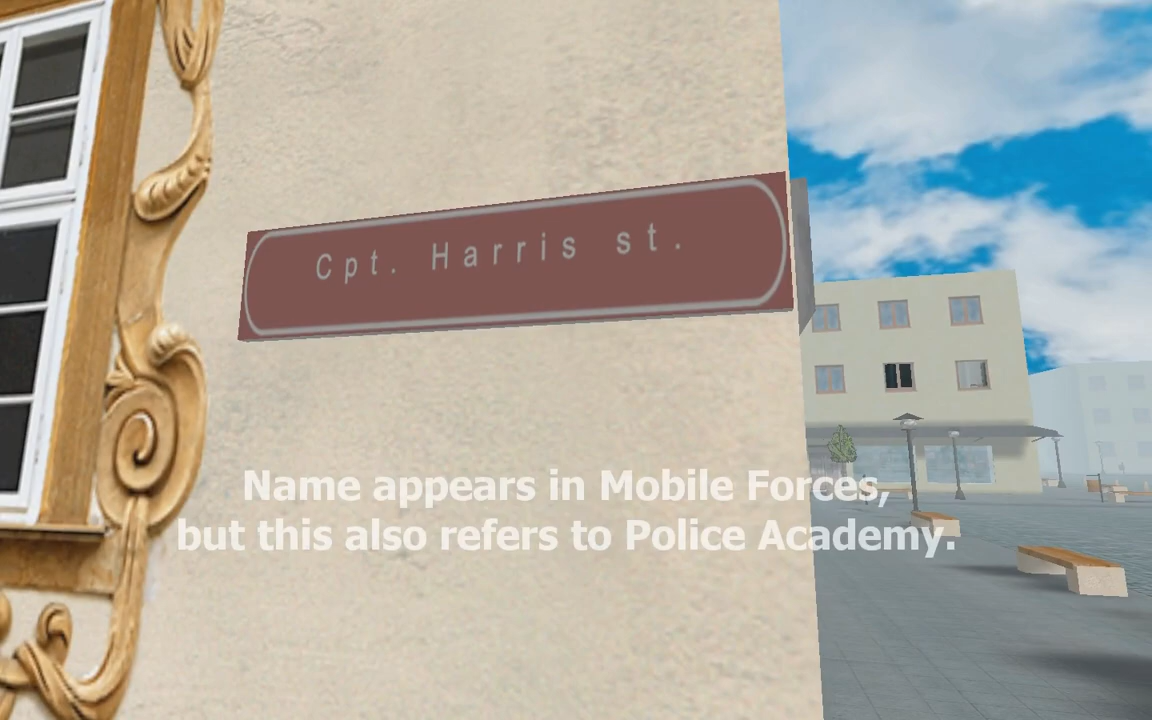 Cpt. Harris st.
Name appears in Mobile Forces,
but this also refers to Police Academy.